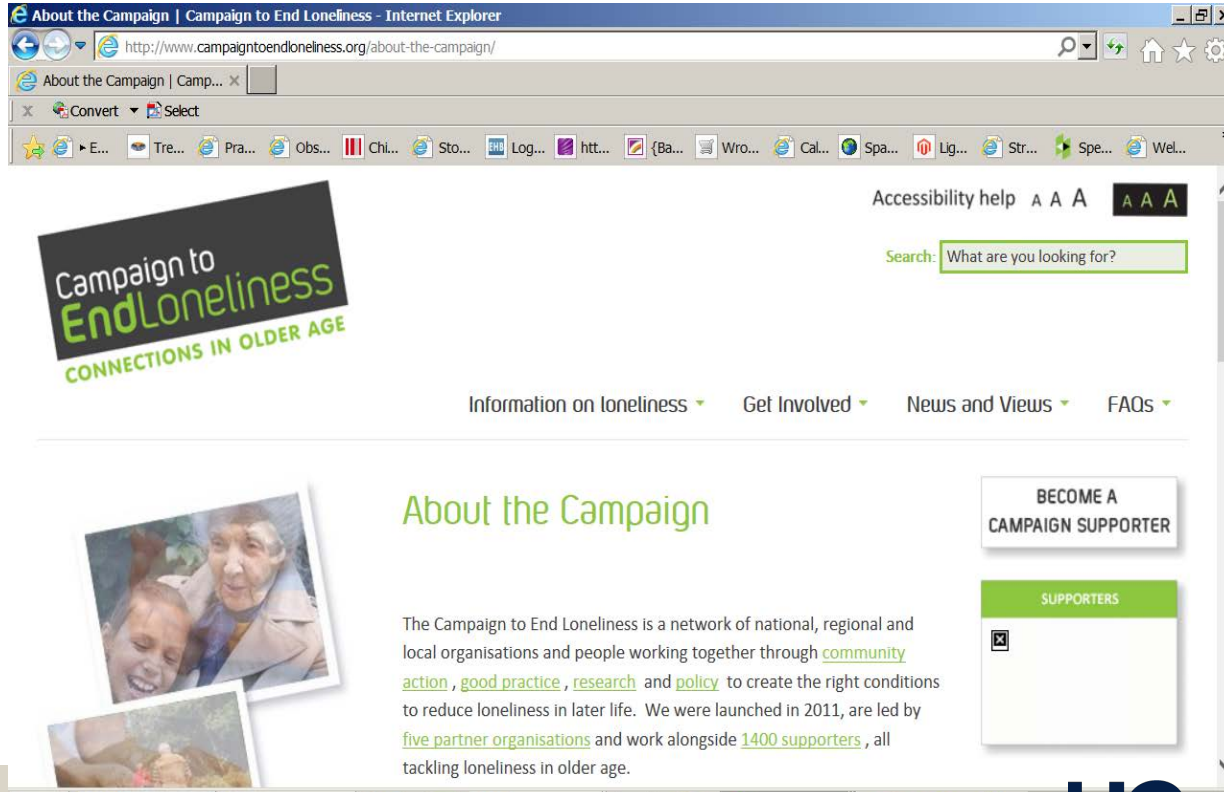 About the Campaign | Campaign to End Loneliness - Internet Explorer
http://www.campaigntoendloneliness.org/about-the-campaign/
About the Campaign | Camp...
x Convert Select
E... Tre... Pra... Obs... Chi... Sto... EHB Log... htt... {Ba... Wro... Cal... Spa... Lig... Str... Spe... Wel...
Accessibility help A A A A A A
Search: What are you looking for?
Campaign to
EndLoneliness
CONNECTIONS IN OLDER AGE
Information on loneliness Get Involved News and Views FAQs
About the Campaign
BECOME A
CAMPAIGN SUPPORTER
SUPPORTERS
The Campaign to End Loneliness is a network of national, regional and
local organisations and people working together through community
action , good practice , research and policy to create the right conditions
to reduce loneliness in later life. We were launched in 2011, are led by
five partner organisations and work alongside 1400 supporters , all
tackling loneliness in older age.